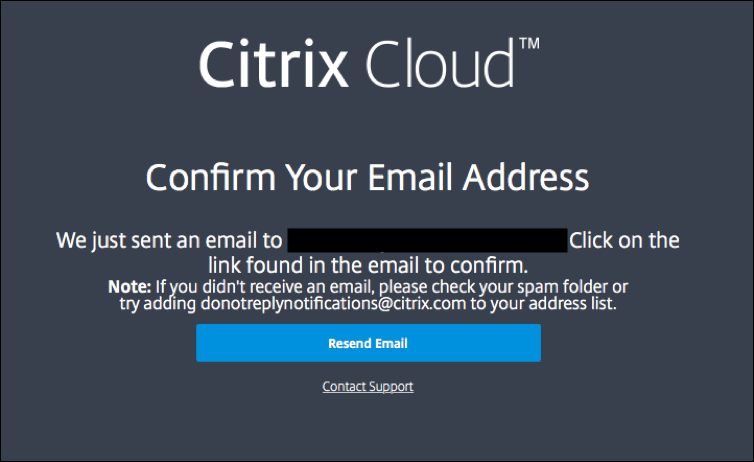 Citrix Cloud™
Confirm Your Email Address
We just sent an email to Click on the
link found in the email to confirm.
Note: If you didn't receive an email, please check your spam folder or
try adding donotreplynotifications@citrix.com to your address list.
Resend Email
Contact Support